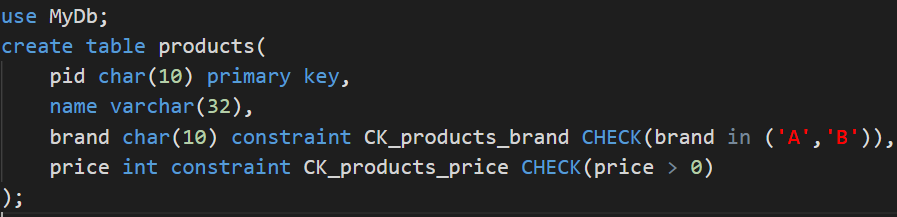 use MyDb;
create table products(
    pid char(10) primary key,
    name varchar(32),
    brand char(10) constraint CK_products_brand CHECK(brand in ('A','B')),
    price int constraint CK_products_price CHECK(price > 0)
);